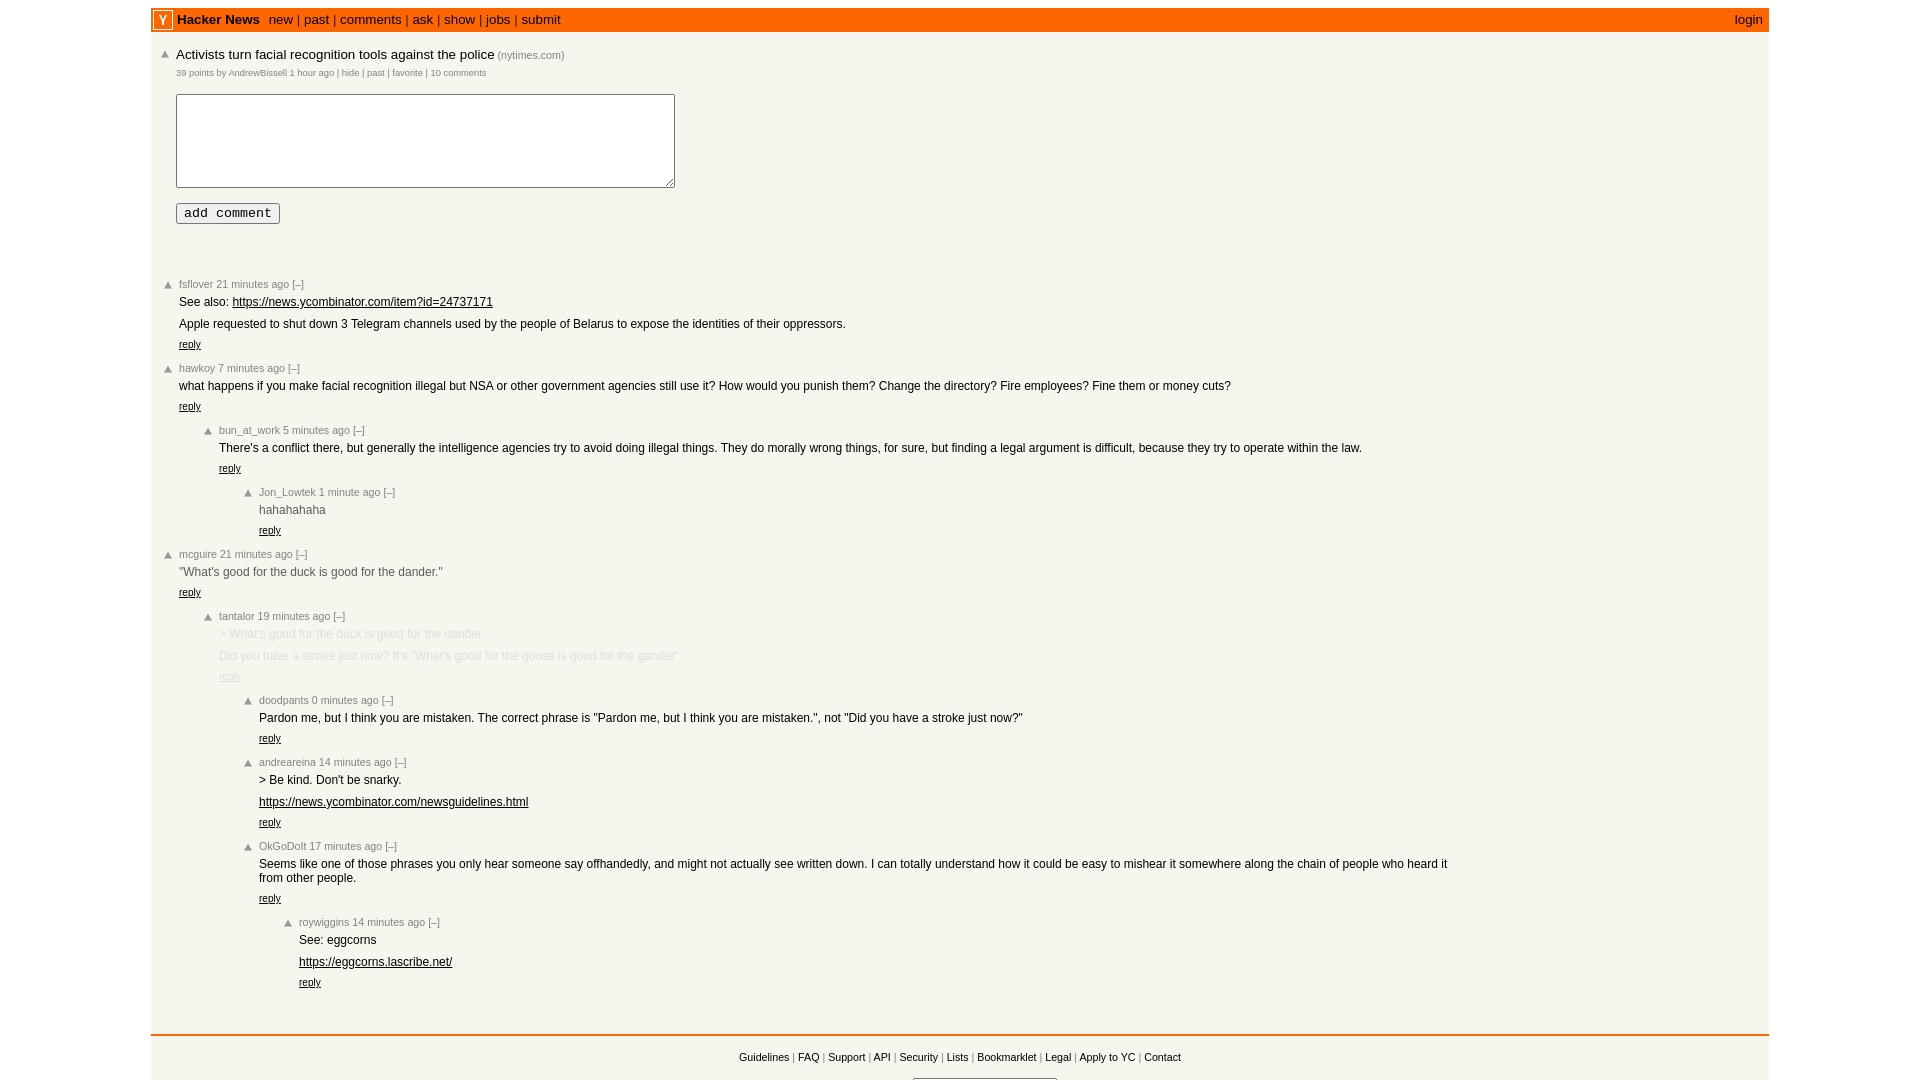 Y Hacker News new | past | comments | ask | show | jobs | submit login
Activists turn facial recognition tools against the police (nytimes.com)
39 points by AndrewBissell 1 hour ago | hide | past | favorite | 10 comments
add comment
fsflover 21 minutes ago [–]
See also: https://news.ycombinator.com/item?id=24737171
Apple requested to shut down 3 Telegram channels used by the people of Belarus to expose the identities of their oppressors.
reply
hawkoy 7 minutes ago [–]
what happens if you make facial recognition illegal but NSA or other government agencies still use it? How would you punish them? Change the directory? Fire employees? Fine them or money cuts?
reply
bun_at_work 5 minutes ago [–]
There's a conflict there, but generally the intelligence agencies try to avoid doing illegal things. They do morally wrong things, for sure, but finding a legal argument is difficult, because they try to operate within the law.
reply
Jon_Lowtek 1 minute ago [–]
hahahahaha
reply
mcguire 21 minutes ago [–]
"What's good for the duck is good for the dander."
reply
tantalor 19 minutes ago [–]
> What's good for the duck is good for the dander
Did you have a stroke just now? It's "What's good for the goose is good for the gander"
reply
doodpants 0 minutes ago [–]
Pardon me, but I think you are mistaken. The correct phrase is "Pardon me, but I think you are mistaken.", not "Did you have a stroke just now?"
reply
andreareina 14 minutes ago [–]
> Be kind. Don't be snarky.
https://news.ycombinator.com/newsguidelines.html
reply
OkGoDoIt 17 minutes ago [–]
Seems like one of those phrases you only hear someone say offhandedly, and might not actually see written down. I can totally understand how it could be easy to mishear it somewhere along the chain of people who heard it
from other people.
reply
roywiggins 14 minutes ago [–]
See: eggcorns
https://eggcorns.lascribe.net/
reply
Guidelines | FAQ | Support | API | Security | Lists | Bookmarklet | Legal | Apply to YC | Contact